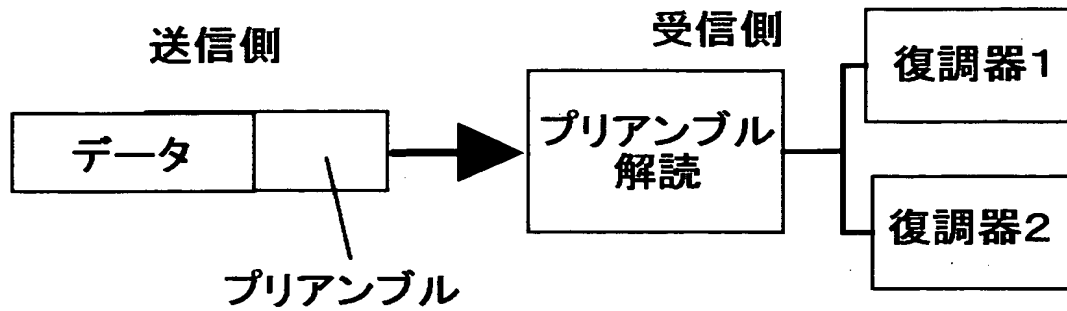 送信側
受信側
データ
プリアンブル
プリアンブル
解読
復調器1
復調器2